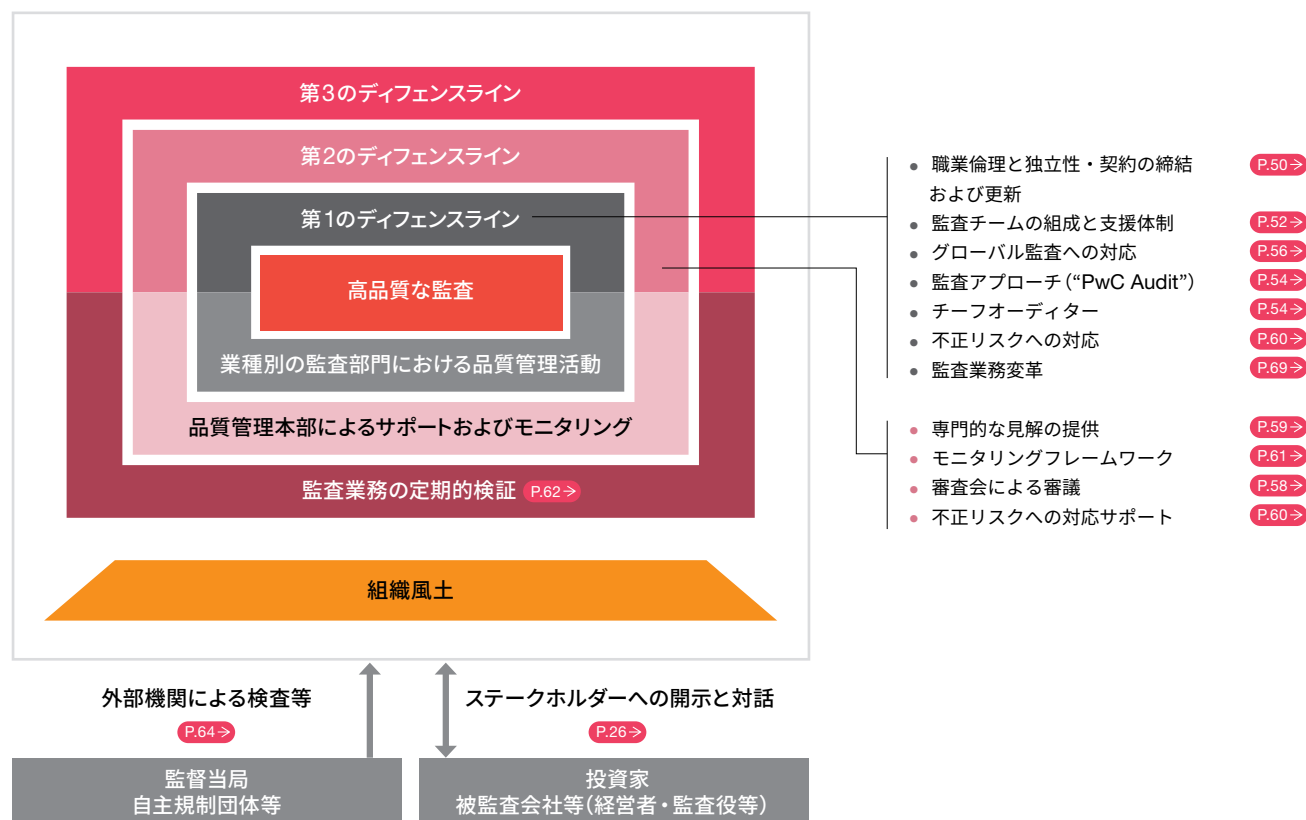 第3のディフェンスライン
第2のディフェンスライン
第1のディフェンスライン
高品質な監査
業種別の監査部門における品質管理活動
品質管理本部によるサポートおよびモニタリング
監査業務の定期的検証 P.62→
組織風土
● 職業倫理と独立性・契約の締結 P.50→
および更新
● 監査チームの組成と支援体制 P.52→
● グローバル監査への対応 P.56→
● 監査アプローチ(“PwC Audit”) P.54→
● チーフオーディター P.54→
● 不正リスクへの対応 P.60→
● 監査業務変革 P.69→
● 専門的な見解の提供 P.59→
● モニタリングフレームワーク P.61→
● 審査会による審議 P.58→
● 不正リスクへの対応サポート P.60→
外部機関による検査等
P.64→
監督当局
自主規制団体等
ステークホルダーへの開示と対話
P.26→
投資家
被監査会社等(経営者・監査役等)